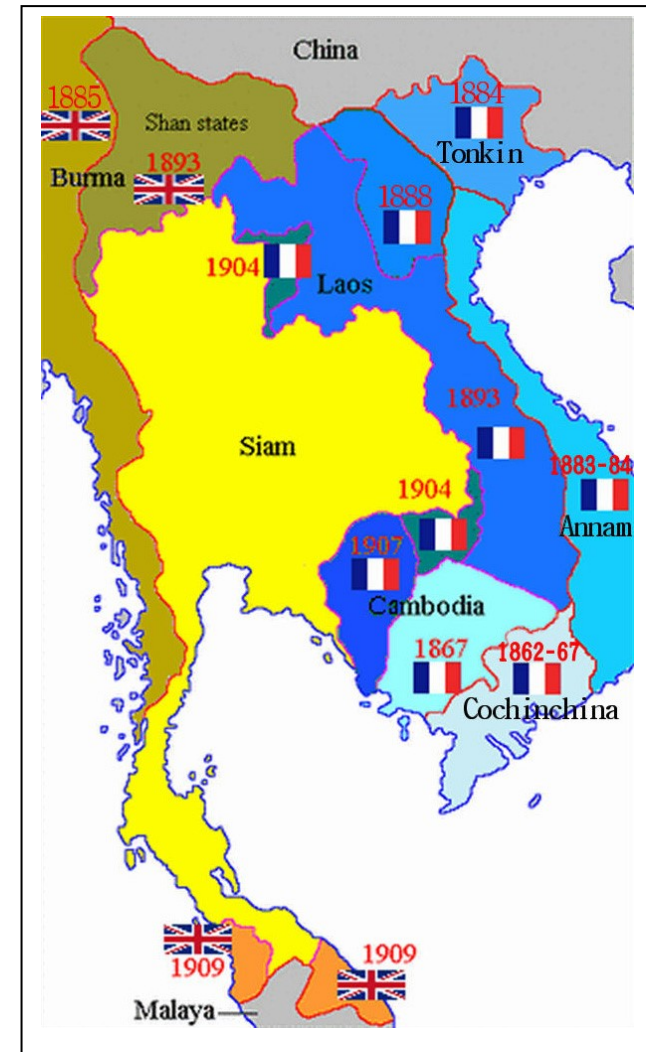 China
1885
1884
Shan states
Tonkin
Burma
1893
1888
1904
Laos
1893
Siam
1883-84
1904
Annam
1907
Cambodia
1867
1862-67
Cochinchina
1909
1909
Malaya